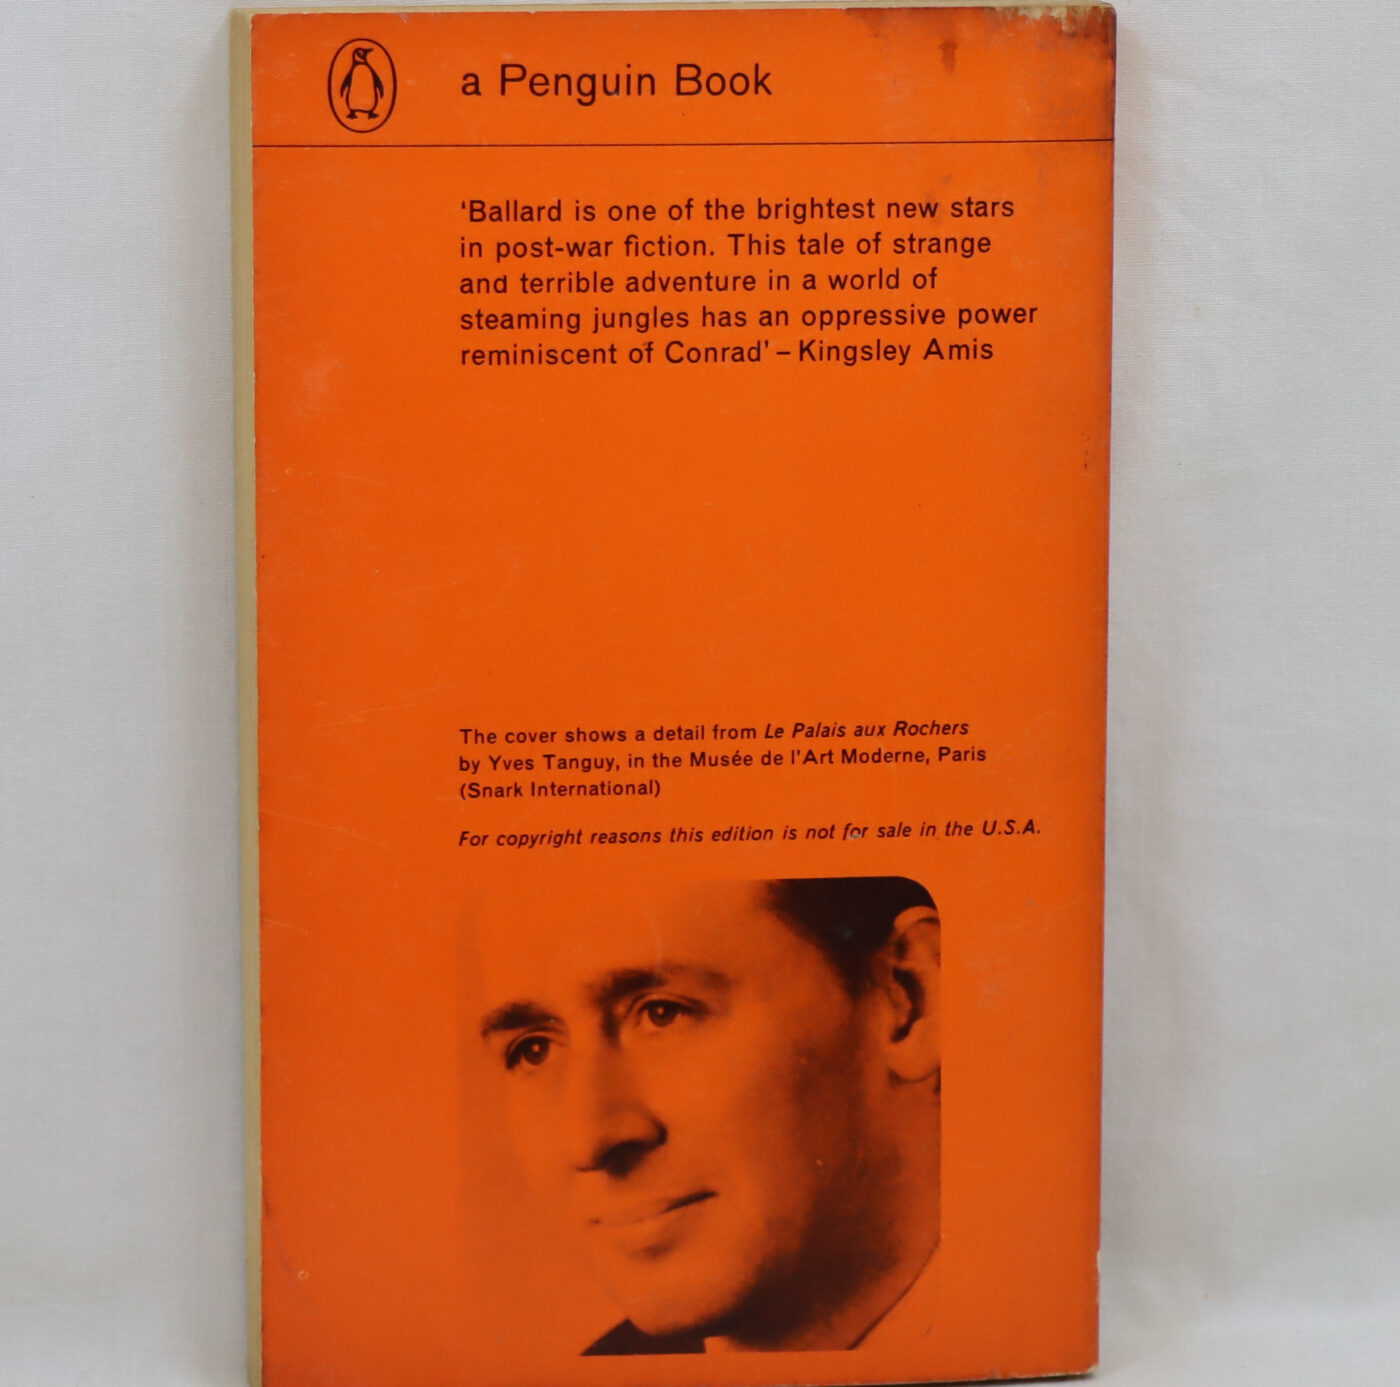 a Penguin Book
‘Ballard is one of the brightest new stars
in post-war fiction. This tale of strange
and terrible adventure in a world of
steaming jungles has an oppressive power
reminiscent of Conrad’ – Kingsley Amis
The cover shows a detail from Le Palais aux Rochers
by Yves Tanguy, in the Musée de l’Art Moderne, Paris
(Snark International)
For copyright reasons this edition is not for sale in the U.S.A.